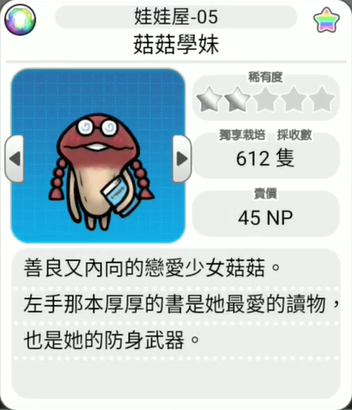 娃娃屋-05
菇菇學妹
稀有度
獨享栽培 採收數
612 隻
賣價
45 NP
善良又內向的戀愛少女菇菇。
左手那本厚厚的書是她最愛的讀物，
也是她的防身武器。